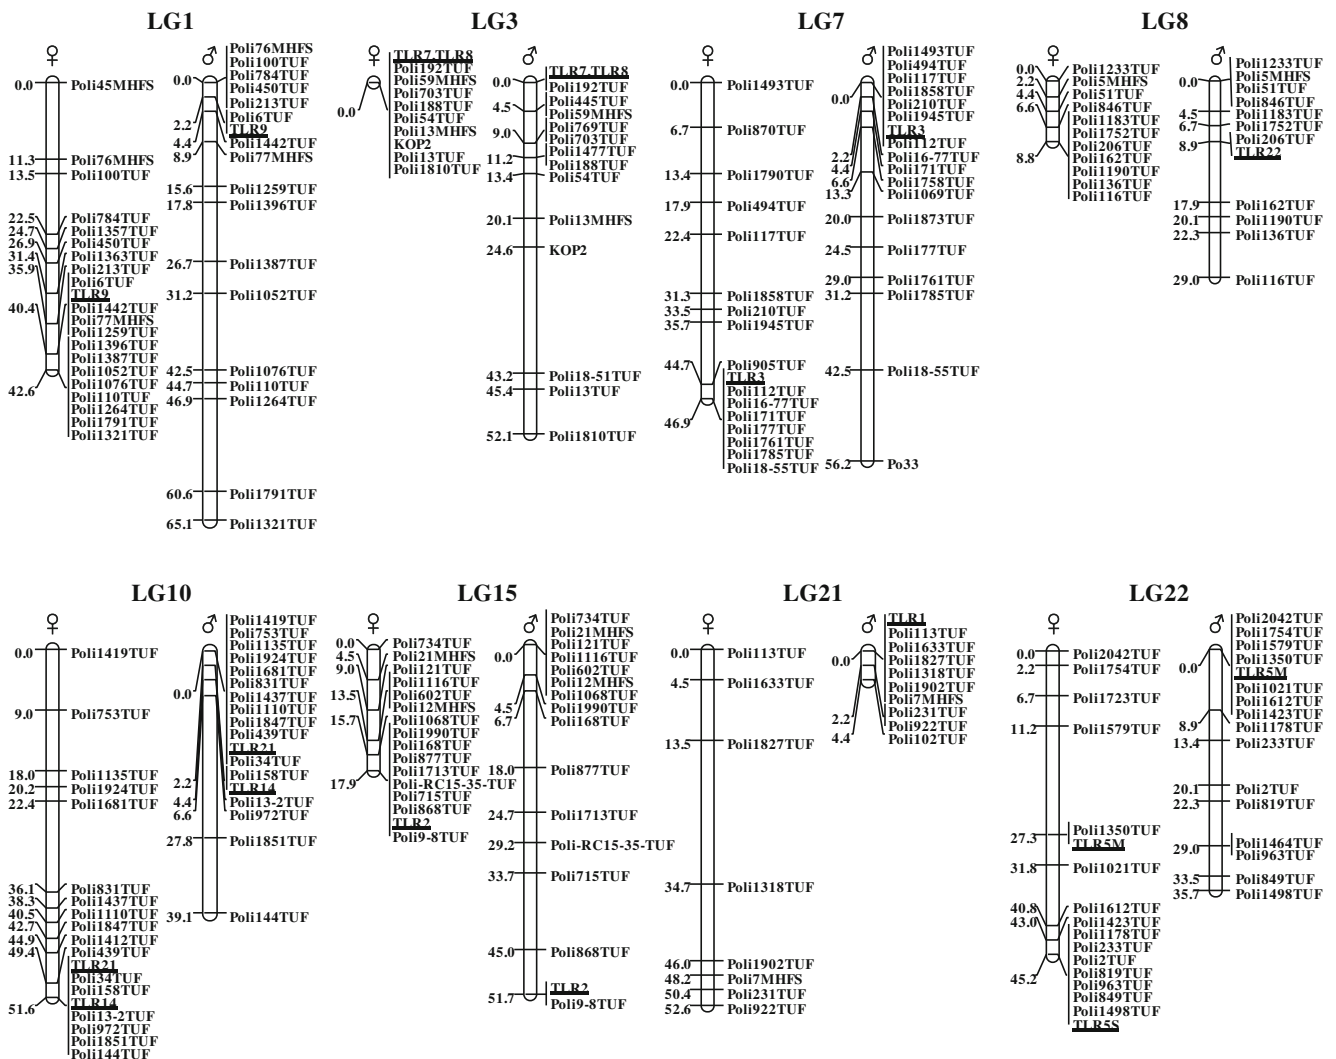 LG1
♀
0.0 Poli45MHFS
11.3 Poli76MHFS
13.5 Poli100TUF
22.5 Poli784TUF
24.7 Poli1357TUF
26.9 Poli450TUF
31.4 Poli1363TUF
35.9 Poli213TUF
Poli6TUF
TLR9
40.4 Poli1442TUF
Poli77MHFS
Poli1259TUF
Poli1396TUF
Poli1387TUF
Poli1052TUF
Poli1076TUF
42.6 Poli110TUF
Poli1264TUF
Poli1791TUF
Poli1321TUF
♂
Poli76MHFS
Poli100TUF
Poli784TUF
0.0 Poli450TUF
Poli213TUF
Poli6TUF
2.2 TLR9
4.4 Poli1442TUF
8.9 Poli77MHFS
15.6 Poli1259TUF
17.8 Poli1396TUF
26.7 Poli1387TUF
31.2 Poli1052TUF
42.5 Poli1076TUF
44.7 Poli110TUF
46.9 Poli1264TUF
60.6 Poli1791TUF
65.1 Poli1321TUF
LG3
♀
TLR7.TLR8
Poli192TUF
Poli59MHFS
Poli703TUF
Poli188TUF
0.0 Poli54TUF
Poli13MHFS
KOP2
Poli13TUF
Poli1810TUF
♂
TLR7.TLR8
0.0 Poli192TUF
Poli445TUF
4.5 Poli59MHFS
Poli769TUF
9.0 Poli703TUF
Poli1477TUF
11.2 Poli188TUF
13.4 Poli54TUF
20.1 Poli13MHFS
24.6 KOP2
43.2 Poli18-51TUF
45.4 Poli13TUF
52.1 Poli1810TUF
LG7
♀
0.0 Poli1493TUF
6.7 Poli870TUF
13.4 Poli1790TUF
17.9 Poli494TUF
22.4 Poli117TUF
31.3 Poli1858TUF
33.5 Poli210TUF
35.7 Poli1945TUF
44.7 Poli905TUF
TLR3
Poli112TUF
Poli16-77TUF
46.9 Poli171TUF
Poli177TUF
Poli1761TUF
Poli1785TUF
Poli18-55TUF
♂
Poli1493TUF
Poli494TUF
Poli117TUF
0.0 Poli1858TUF
Poli210TUF
Poli1945TUF
TLR3
Poli112TUF
2.2 Poli16-77TUF
4.4 Poli171TUF
6.6 Poli1758TUF
13.3 Poli1069TUF
20.0 Poli1873TUF
24.5 Poli177TUF
29.0 Poli1761TUF
31.2 Poli1785TUF
42.5 Poli18-55TUF
56.2 Po33
LG8
♀
0.0 Poli1233TUF
2.2 Poli5MHFS
4.4 Poli51TUF
6.6 Poli846TUF
Poli1183TUF
Poli1752TUF
Poli206TUF
8.8 Poli162TUF
Poli1190TUF
Poli136TUF
Poli116TUF
♂
Poli1233TUF
0.0 Poli5MHFS
Poli51TUF
Poli846TUF
4.5 Poli1183TUF
6.7 Poli1752TUF
Poli206TUF
8.9 TLR22
17.9 Poli162TUF
20.1 Poli1190TUF
22.3 Poli136TUF
29.0 Poli116TUF
LG10
♀
0.0 Poli1419TUF
9.0 Poli753TUF
18.0 Poli1135TUF
20.2 Poli1924TUF
22.4 Poli1681TUF
36.1 Poli831TUF
38.3 Poli1437TUF
40.5 Poli1110TUF
42.7 Poli1847TUF
44.9 Poli1412TUF
49.4 Poli439TUF
TLR21
Poli34TUF
Poli158TUF
51.6 TLR14
Poli13-2TUF
Poli972TUF
Poli1851TUF
Poli144TUF
♂
Poli1419TUF
Poli753TUF
Poli1135TUF
Poli1924TUF
Poli1681TUF
0.0 Poli831TUF
Poli1437TUF
Poli1110TUF
Poli1847TUF
Poli439TUF
TLR21
Poli34TUF
Poli158TUF
2.2 TLR14
4.4 Poli13-2TUF
6.6 Poli972TUF
27.8 Poli1851TUF
39.1 Poli144TUF
LG15
♀
0.0 Poli734TUF
4.5 Poli21MHFS
9.0 Poli121TUF
Poli1116TUF
13.5 Poli602TUF
Poli12MHFS
15.7 Poli1068TUF
Poli1990TUF
Poli168TUF
Poli877TUF
Poli1713TUF
17.9 Poli-RC15-35-TUF
Poli715TUF
Poli868TUF
TLR2
Poli9-8TUF
♂
Poli734TUF
Poli21MHFS
Poli121TUF
0.0 Poli1116TUF
Poli602TUF
Poli12MHFS
Poli1068TUF
4.5 Poli1990TUF
6.7 Poli168TUF
18.0 Poli877TUF
24.7 Poli1713TUF
29.2 Poli-RC15-35-TUF
33.7 Poli715TUF
45.0 Poli868TUF
TLR2
51.7 Poli9-8TUF
LG21
♀
0.0 Poli113TUF
4.5 Poli1633TUF
13.5 Poli1827TUF
34.7 Poli1318TUF
46.0 Poli1902TUF
48.2 Poli7MHFS
50.4 Poli231TUF
52.6 Poli922TUF
♂
TLR1
Poli113TUF
Poli1633TUF
0.0 Poli1827TUF
Poli1318TUF
Poli1902TUF
Poli7MHFS
2.2 Poli231TUF
Poli922TUF
4.4 Poli102TUF
LG22
♀
0.0 Poli2042TUF
2.2 Poli1754TUF
6.7 Poli1723TUF
11.2 Poli1579TUF
27.3 Poli1350TUF
TLR5M
31.8 Poli1021TUF
40.8 Poli1612TUF
43.0 Poli1423TUF
Poli1178TUF
Poli233TUF
Poli2TUF
45.2 Poli819TUF
Poli963TUF
Poli849TUF
Poli1498TUF
TLR5S
♂
Poli2042TUF
Poli1754TUF
Poli1579TUF
0.0 Poli1350TUF
TLR5M
Poli1021TUF
Poli1612TUF
Poli1423TUF
8.9 Poli1178TUF
13.4 Poli233TUF
20.1 Poli2TUF
22.3 Poli819TUF
29.0 Poli1464TUF
Poli963TUF
33.5 Poli849TUF
35.7 Poli1498TUF